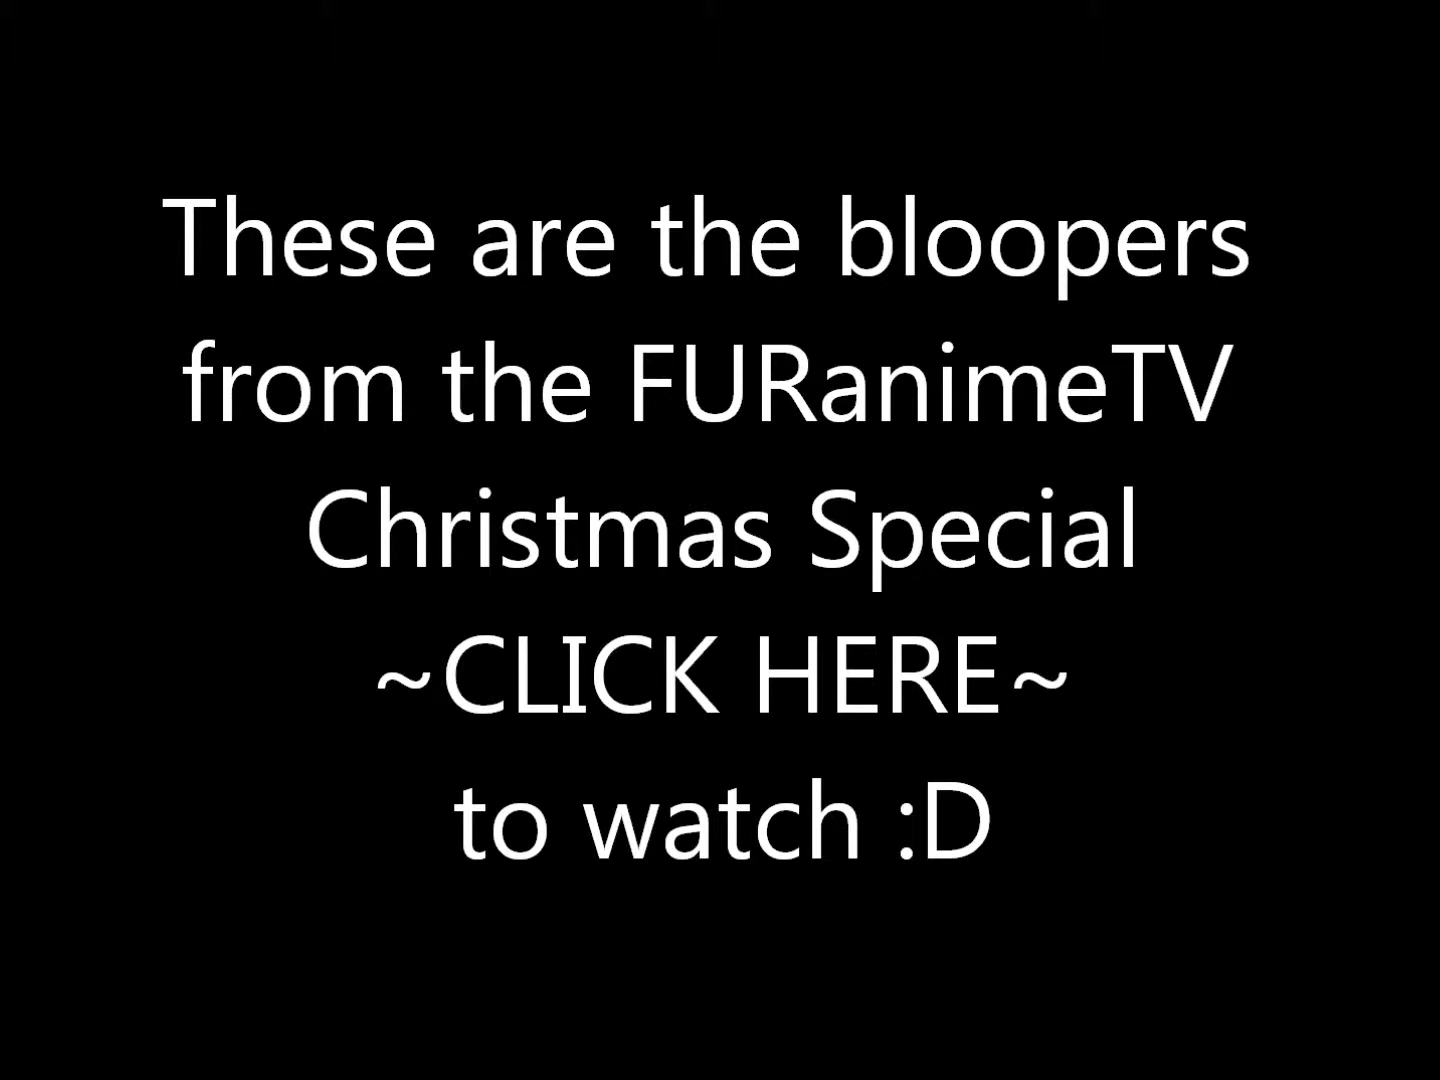 These are the bloopers
from the FURanimeTV
Christmas Special
~CLICK HERE~
to watch :D